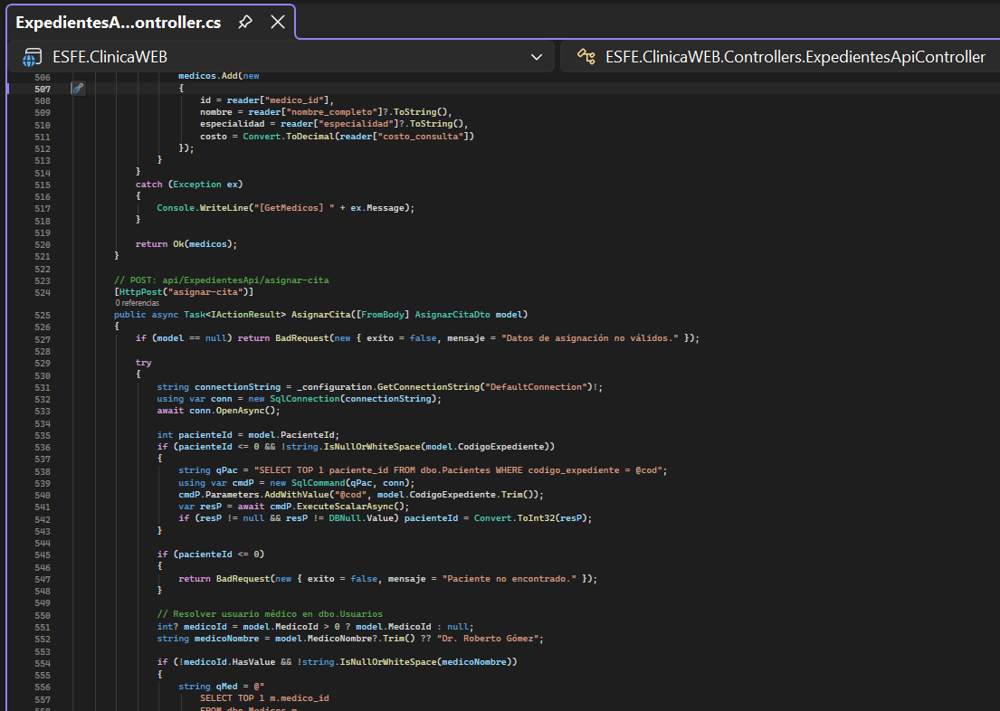 ExpedientesA...ontroller.cs
ESFE.ClinicaWEB
ESFE.ClinicaWEB.Controllers.ExpedientesApiController
506 medicos.Add(new
507 {
508 id = reader["medico_id"],
509 nombre = reader["nombre_completo"]?.ToString(),
510 especialidad = reader["especialidad"]?.ToString(),
511 costo = Convert.ToDecimal(reader["costo_consulta"])
512 });
513 }
514 }
515 catch (Exception ex)
516 {
517 Console.WriteLine("[GetMedicos] " + ex.Message);
518 }
519
520 return Ok(medicos);
521 }
522
523 // POST: api/ExpedientesApi/asignar-cita
524 [HttpPost("asignar-cita")]
0 referencias
525 public async Task<IActionResult> AsignarCita([FromBody] AsignarCitaDto model)
526 {
527 if (model == null) return BadRequest(new { exito = false, mensaje = "Datos de asignación no válidos." });
528
529 try
530 {
531 string connectionString = _configuration.GetConnectionString("DefaultConnection")!;
532 using var conn = new SqlConnection(connectionString);
533 await conn.OpenAsync();
534
535 int pacienteId = model.PacienteId;
536 if (pacienteId <= 0 && !string.IsNullOrWhiteSpace(model.CodigoExpediente))
537 {
538 string qPac = "SELECT TOP 1 paciente_id FROM dbo.Pacientes WHERE codigo_expediente = @cod";
539 using var cmdP = new SqlCommand(qPac, conn);
540 cmdP.Parameters.AddWithValue("@cod", model.CodigoExpediente.Trim());
541 var resP = await cmdP.ExecuteScalarAsync();
542 if (resP != null && resP != DBNull.Value) pacienteId = Convert.ToInt32(resP);
543 }
544
545 if (pacienteId <= 0)
546 {
547 return BadRequest(new { exito = false, mensaje = "Paciente no encontrado." });
548 }
549
550 // Resolver usuario médico en dbo.Usuarios
551 int? medicoId = model.MedicoId > 0 ? model.MedicoId : null;
552 string medicoNombre = model.MedicoNombre?.Trim() ?? "Dr. Roberto Gómez";
553
554 if (!medicoId.HasValue && !string.IsNullOrWhiteSpace(medicoNombre))
555 {
556 string qMed = @"
557 SELECT TOP 1 m.medico_id
558 FROM dbo.Medicos m